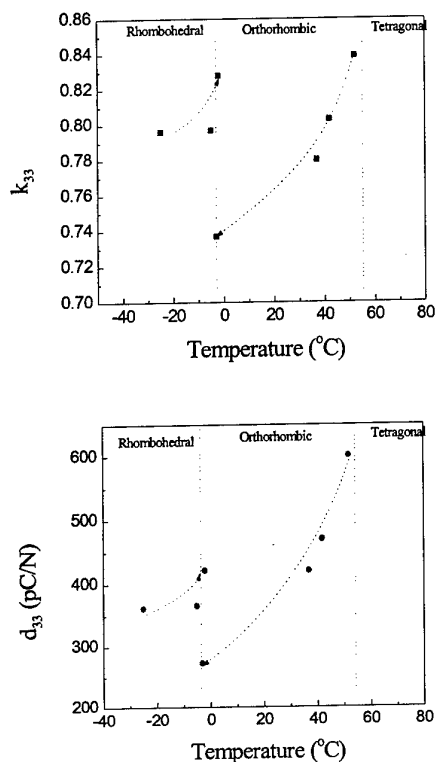 Rhombohedral Orthorhombic Tetragonal
0.86
0.84
0.82
0.80
0.78
0.76
0.74
0.72
0.70
k33
-40 -20 0 20 40 60 80
Temperature (°C)
Rhombohedral Orthorhombic Tetragonal
600
500
400
300
200
d33 (pC/N)
-40 -20 0 20 40 60 80
Temperature (°C)